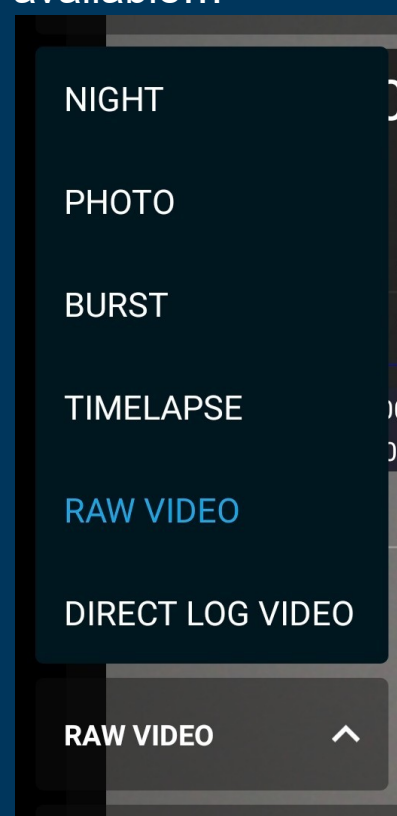 NIGHT
PHOTO
BURST
TIMELAPSE
RAW VIDEO
DIRECT LOG VIDEO
RAW VIDEO